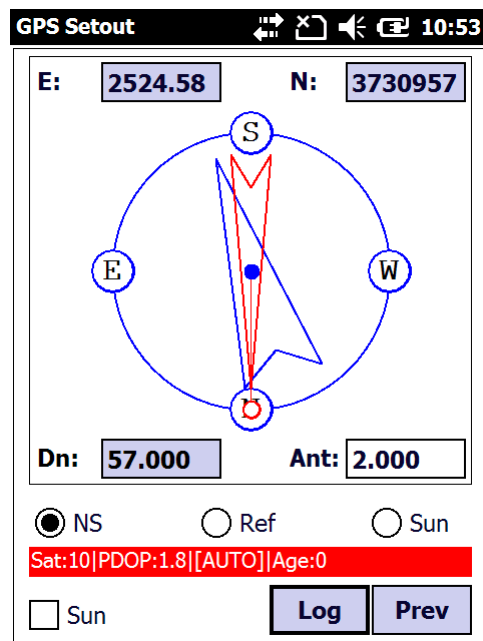 GPS Setout 10:53
E: 2524.58 N: 3730957
S
E W
N
Dn: 57.000 Ant: 2.000
NS Ref Sun
Sat:10|PDOP:1.8|[AUTO]|Age:0
Sun Log Prev